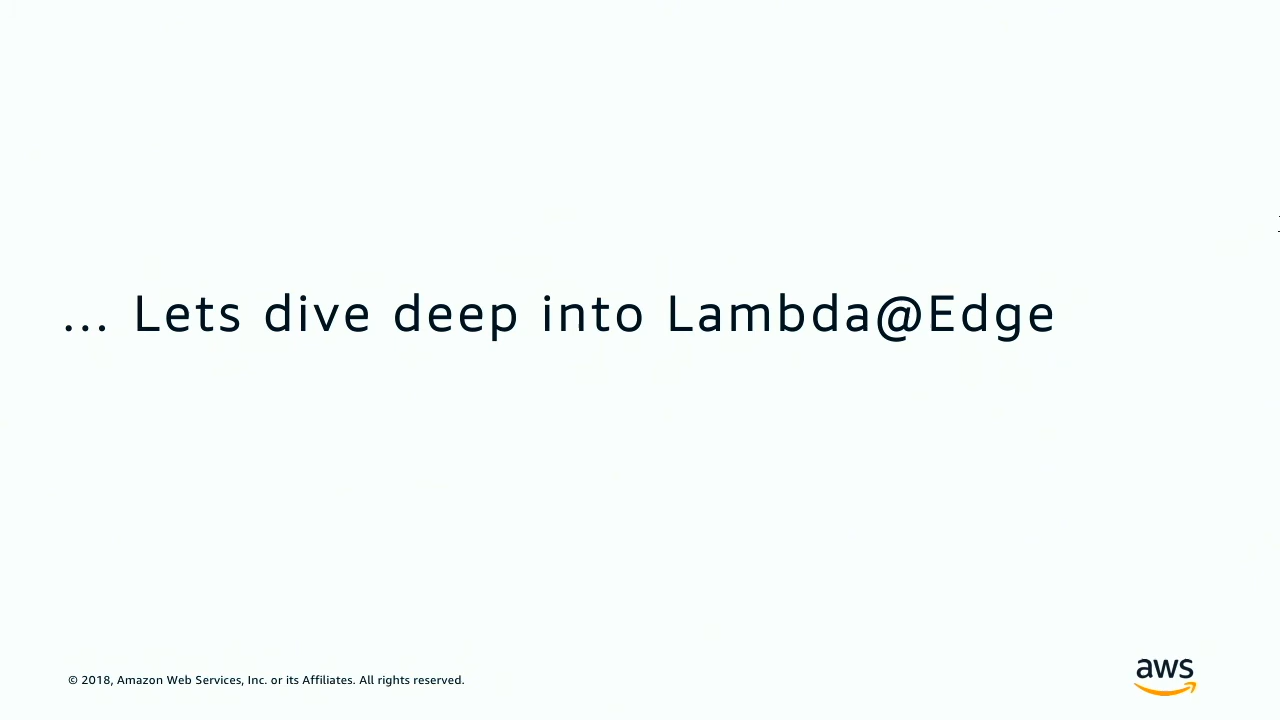 ... Lets dive deep into Lambda@Edge
© 2018, Amazon Web Services, Inc. or its Affiliates. All rights reserved.
aws